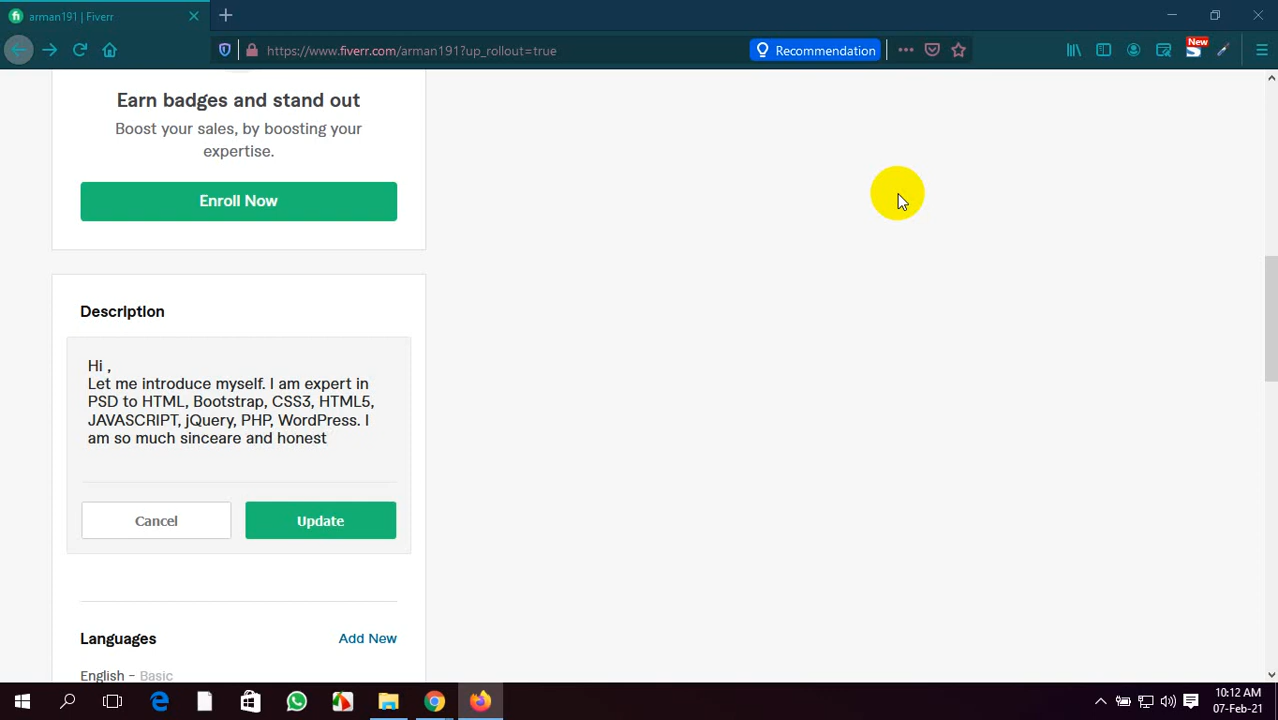 arman191 | Fiverr
https://www.fiverr.com/arman191?up_rollout=true
Recommendation
New
Earn badges and stand out
Boost your sales, by boosting your
expertise.
Enroll Now
Description
Hi ,
Let me introduce myself. I am expert in
PSD to HTML, Bootstrap, CSS3, HTML5,
JAVASCRIPT, jQuery, PHP, WordPress. I
am so much sinceare and honest
Cancel
Update
Languages
Add New
English - Basic
10:12 AM
07-Feb-21